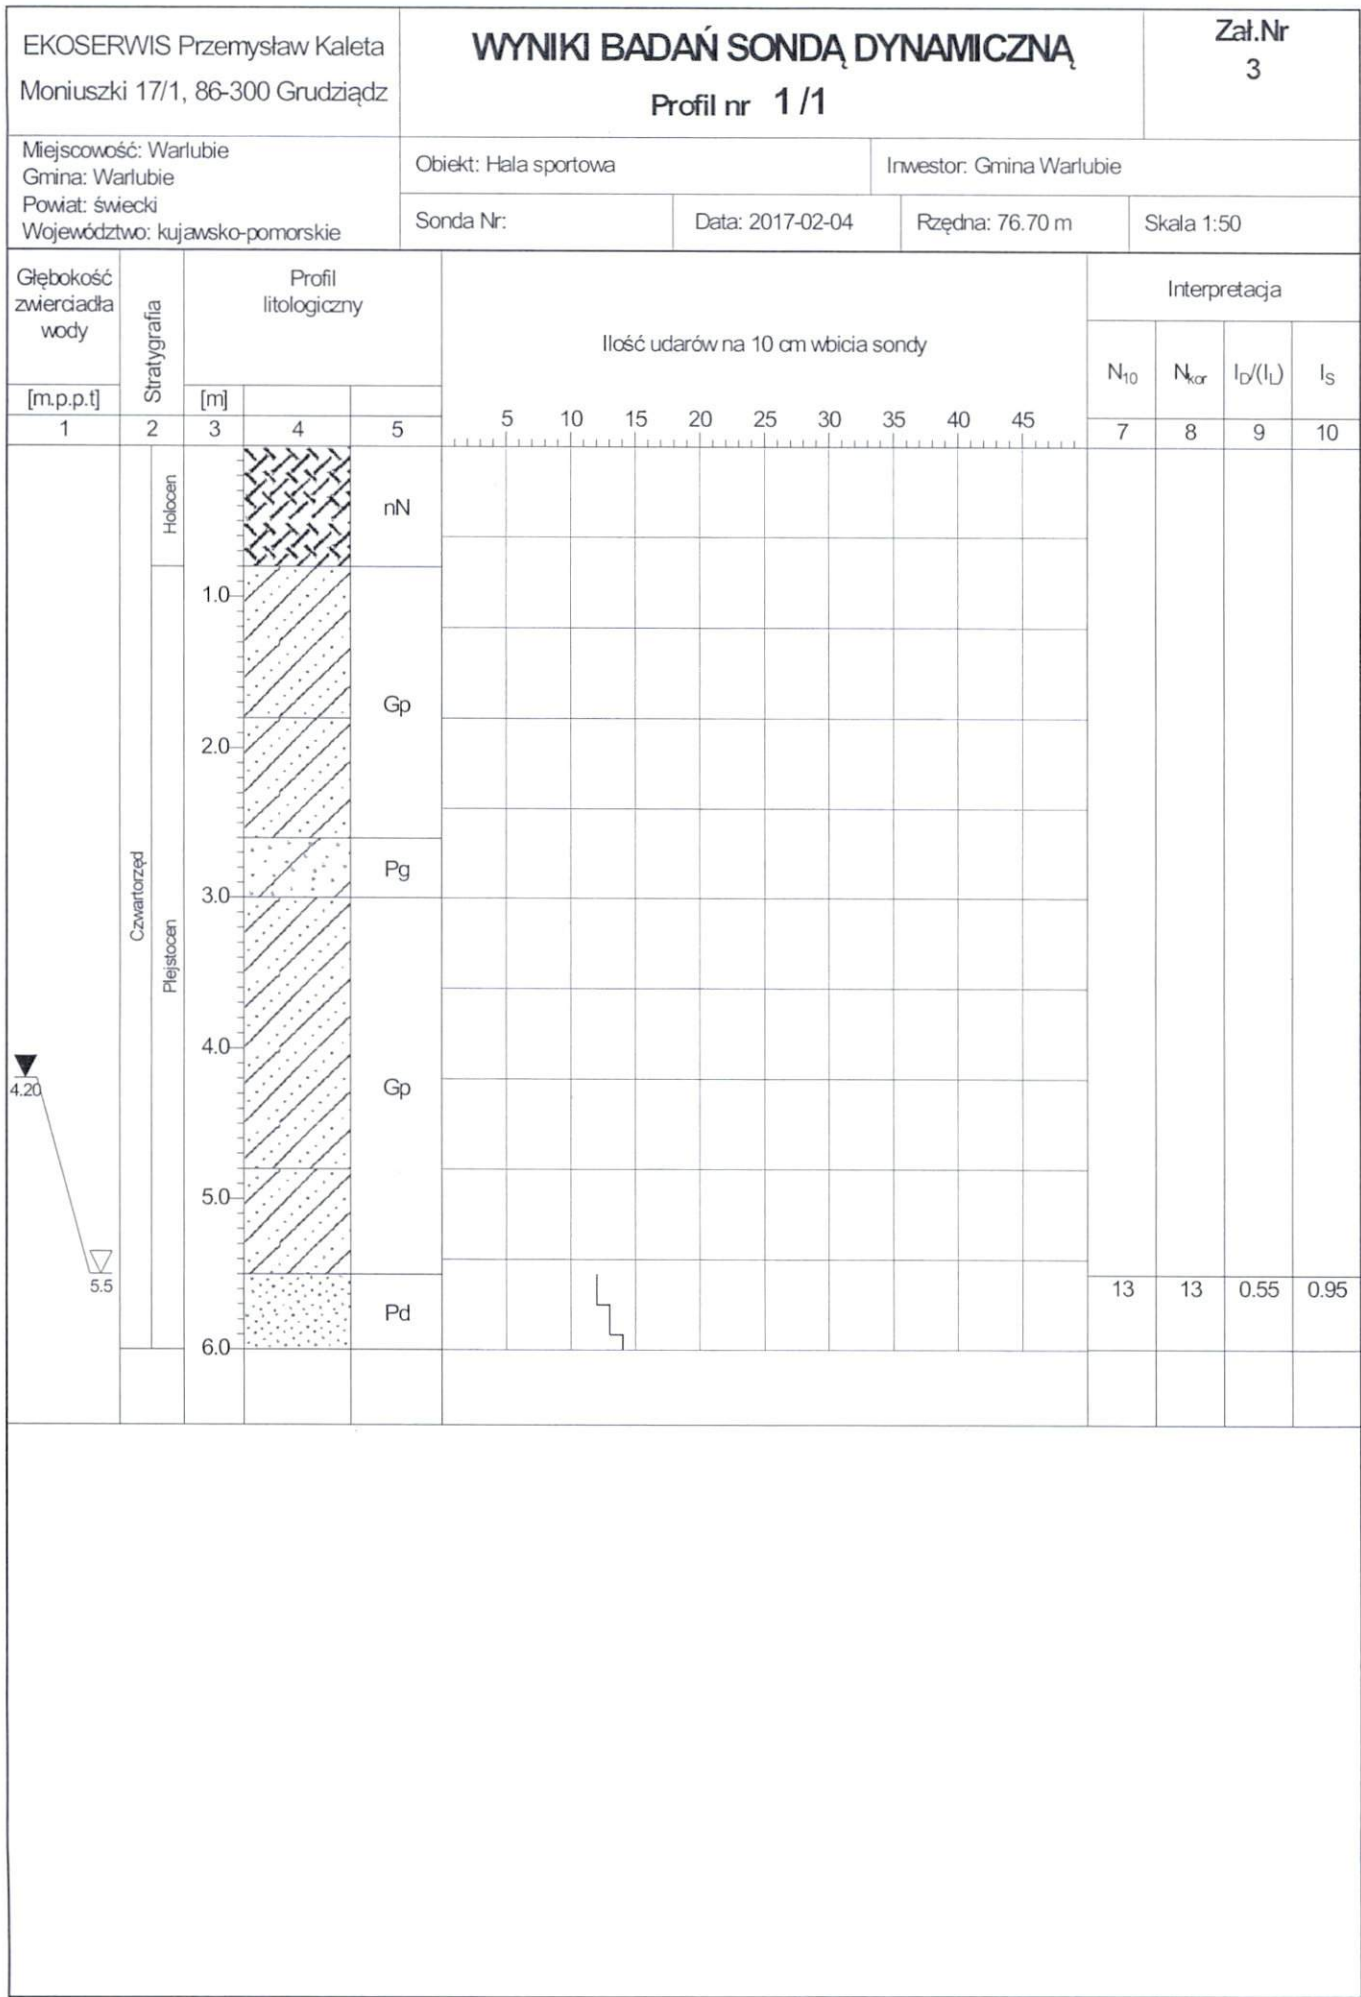 EKOSERWIS Przemysław Kaleta
Moniuszki 17/1, 86-300 Grudziądz
WYNIKI BADAŃ SONDĄ DYNAMICZNĄ
Profil nr 1/1
Zał.Nr
3
Miejscowość: Warlubie
Gmina: Warlubie
Powiat: świecki
Województwo: kujawsko-pomorskie
Obiekt: Hala sportowa
Inwestor: Gmina Warlubie
Sonda Nr:
Data: 2017-02-04
Rzędna: 76.70 m
Skala 1:50
Głębokość
zwierciadła
wody
[m.p.p.t]
Stratygrafia
Profil
litologiczny
[m]
Ilość udarów na 10 cm wbicia sondy
Interpretacja
N10 Nkor ID/(IL) IS
5 10 15 20 25 30 35 40 45
1 2 3 4 5 7 8 9 10
Holocen
nN
1.0
Gp
2.0
Czwartorzęd
Plejstocen
Pg
3.0
4.0
4.20
Gp
5.0
5.5
Pd
13 13 0.55 0.95
6.0